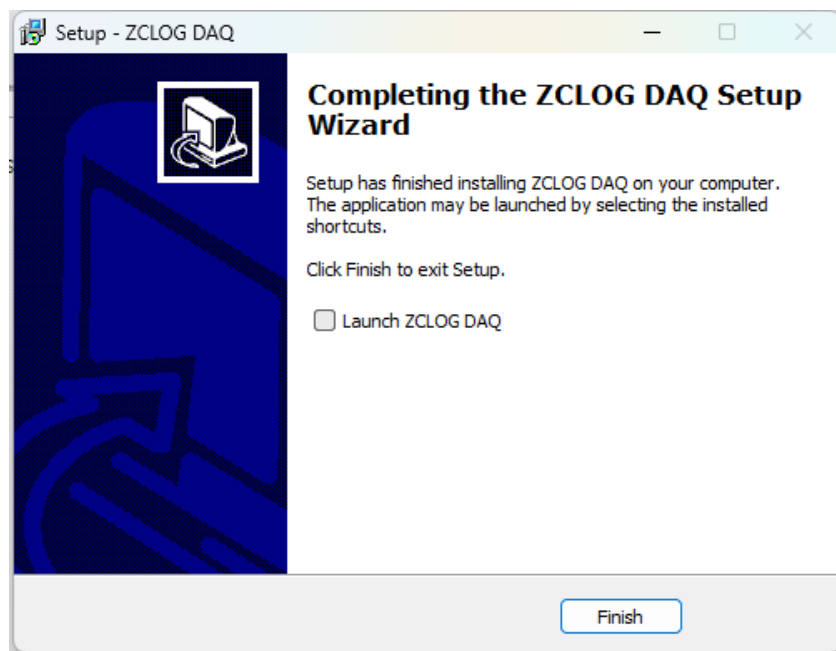 Setup - ZCLOG DAQ
Completing the ZCLOG DAQ Setup
Wizard
Setup has finished installing ZCLOG DAQ on your computer.
The application may be launched by selecting the installed
shortcuts.
Click Finish to exit Setup.
Launch ZCLOG DAQ
Finish